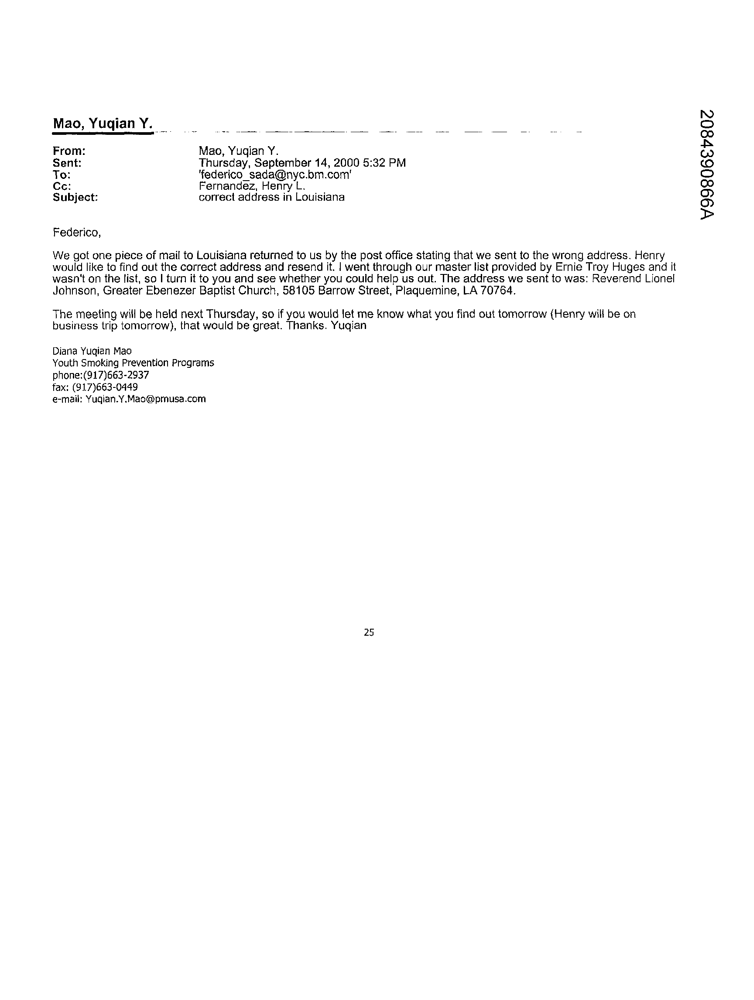 Mao, Yuqian Y.
From: Mao, Yuqian Y.
Sent: Thursday, September 14, 2000 5:32 PM
To: 'federico_sada@nyc.bm.com'
Cc: Fernandez, Henry L.
Subject: correct address in Louisiana
Federico,
We got one piece of mail to Louisiana returned to us by the post office stating that we sent to the wrong address. Henry
would like to find out the correct address and resend it. I went through our master list provided by Ernie Troy Huges and it
wasn't on the list, so I turn it to you and see whether you could help us out. The address we sent to was: Reverend Lionel
Johnson, Greater Ebenezer Baptist Church, 58105 Barrow Street, Plaquemine, LA 70764.
The meeting will be held next Thursday, so if you would let me know what you find out tomorrow (Henry will be on
business trip tomorrow), that would be great. Thanks. Yuqian
Diana Yuqian Mao
Youth Smoking Prevention Programs
phone:(917)663-2937
fax: (917)663-0449
e-mail: Yuqian.Y.Mao@pmusa.com
25
2084390866A